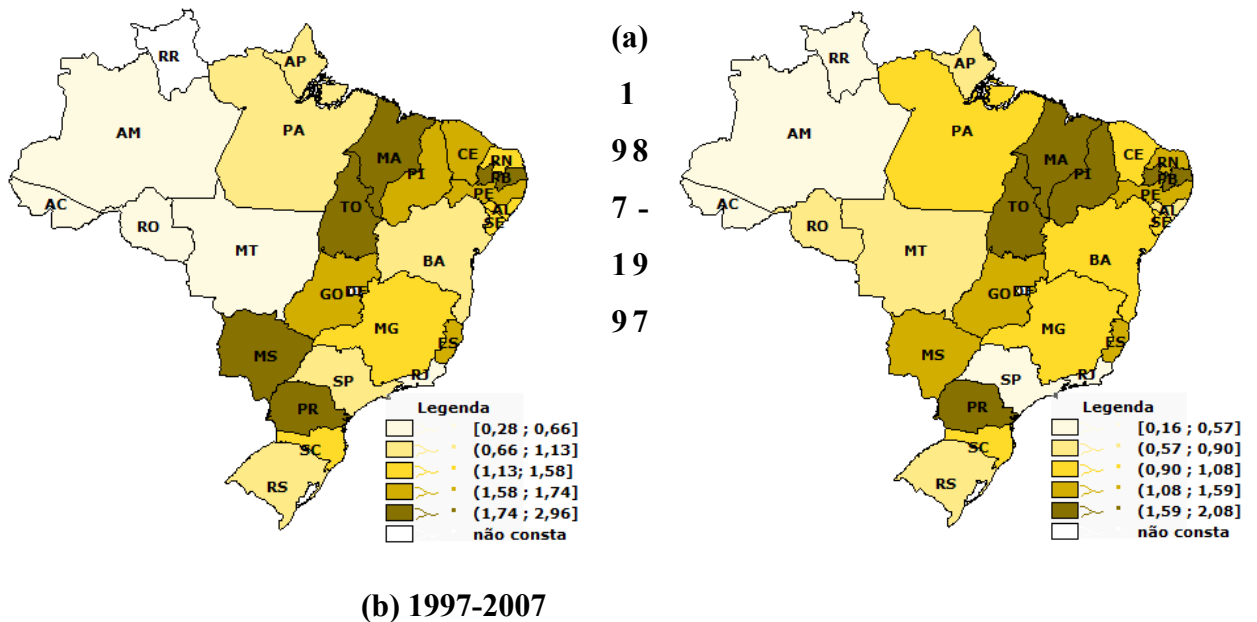 RR
AP
AM
PA
MA
CE
RN
PB
PI
PE
AL
SE
AC
RO
TO
MT
BA
GO
DF
MG
ES
MS
SP
RJ
PR
SC
RS
Legenda
[0,28 ; 0,66]
(0,66 ; 1,13]
(1,13; 1,58]
(1,58 ; 1,74]
(1,74 ; 2,96]
não consta
(a)
1
98
7 -
19
97
RR
AP
AM
PA
MA
CE
RN
PB
PI
PE
AL
SE
AC
RO
TO
MT
BA
GO
DF
MG
ES
MS
SP
RJ
PR
SC
RS
Legenda
[0,16 ; 0,57]
(0,57 ; 0,90]
(0,90 ; 1,08]
(1,08 ; 1,59]
(1,59 ; 2,08]
não consta
(b) 1997-2007